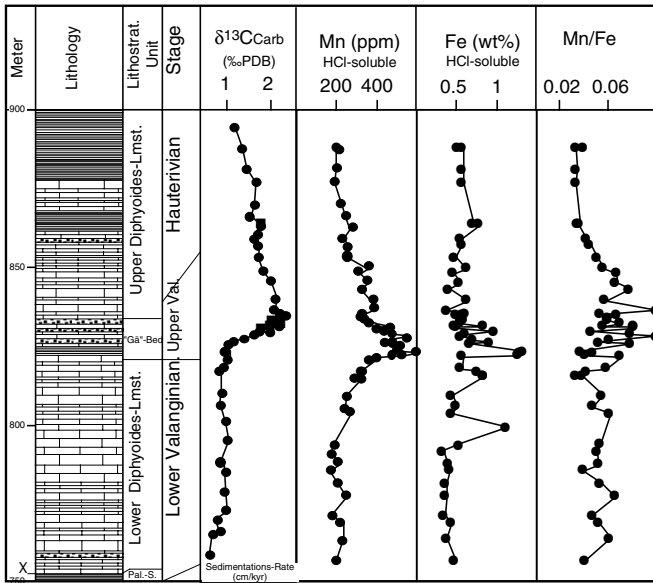 Meter
Lithology
Lithostrat.
Unit
Stage
δ13CCarb
(‰PDB)
1 2
Mn (ppm)
HCl-soluble
200 400
Fe (wt%)
HCl-soluble
0.5 1
Mn/Fe
0.02 0.06
900
850
800
X
750
Upper Diphyoides-Lmst.
"Gâ"-Bed
Lower Diphyoides-Lmst.
Pal.-S.
Hauterivian
Upper Val.
Lower Valanginian.
Sedimentations-Rate
(cm/kyr)